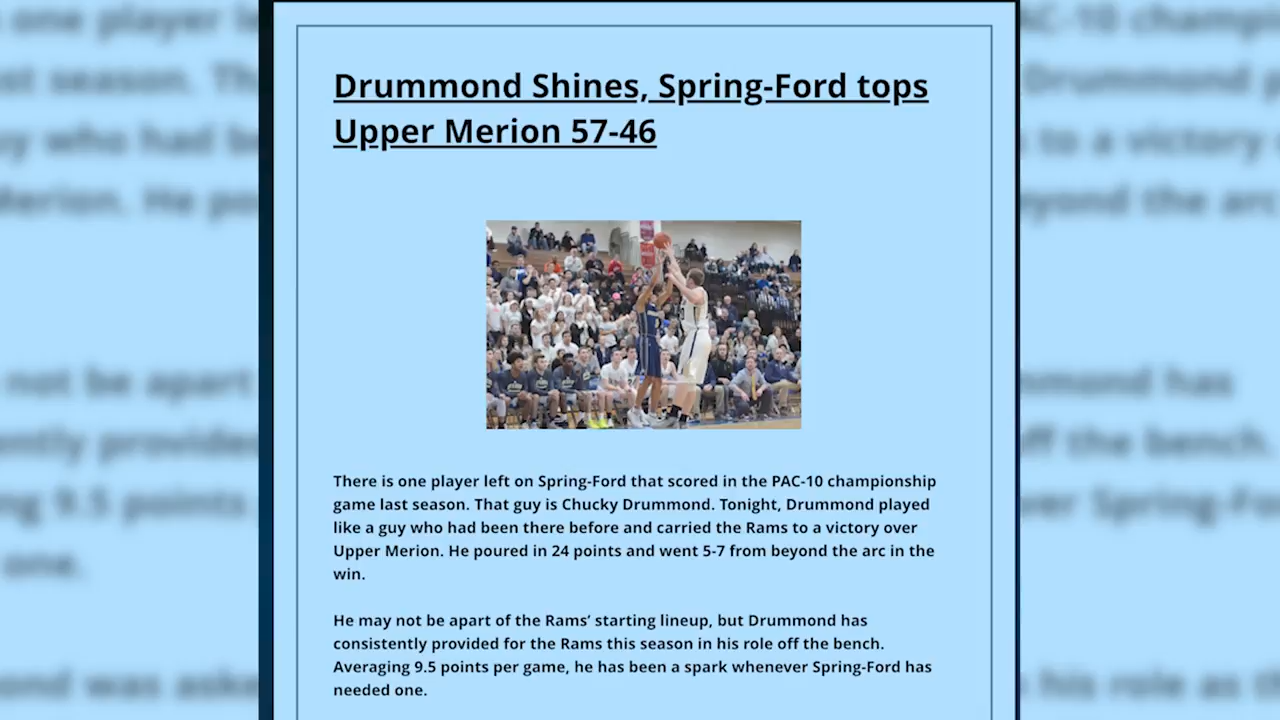 Drummond Shines, Spring-Ford tops
Upper Merion 57-46
There is one player left on Spring-Ford that scored in the PAC-10 championship
game last season. That guy is Chucky Drummond. Tonight, Drummond played
like a guy who had been there before and carried the Rams to a victory over
Upper Merion. He poured in 24 points and went 5-7 from beyond the arc in the
win.
He may not be apart of the Rams’ starting lineup, but Drummond has
consistently provided for the Rams this season in his role off the bench.
Averaging 9.5 points per game, he has been a spark whenever Spring-Ford has
needed one.